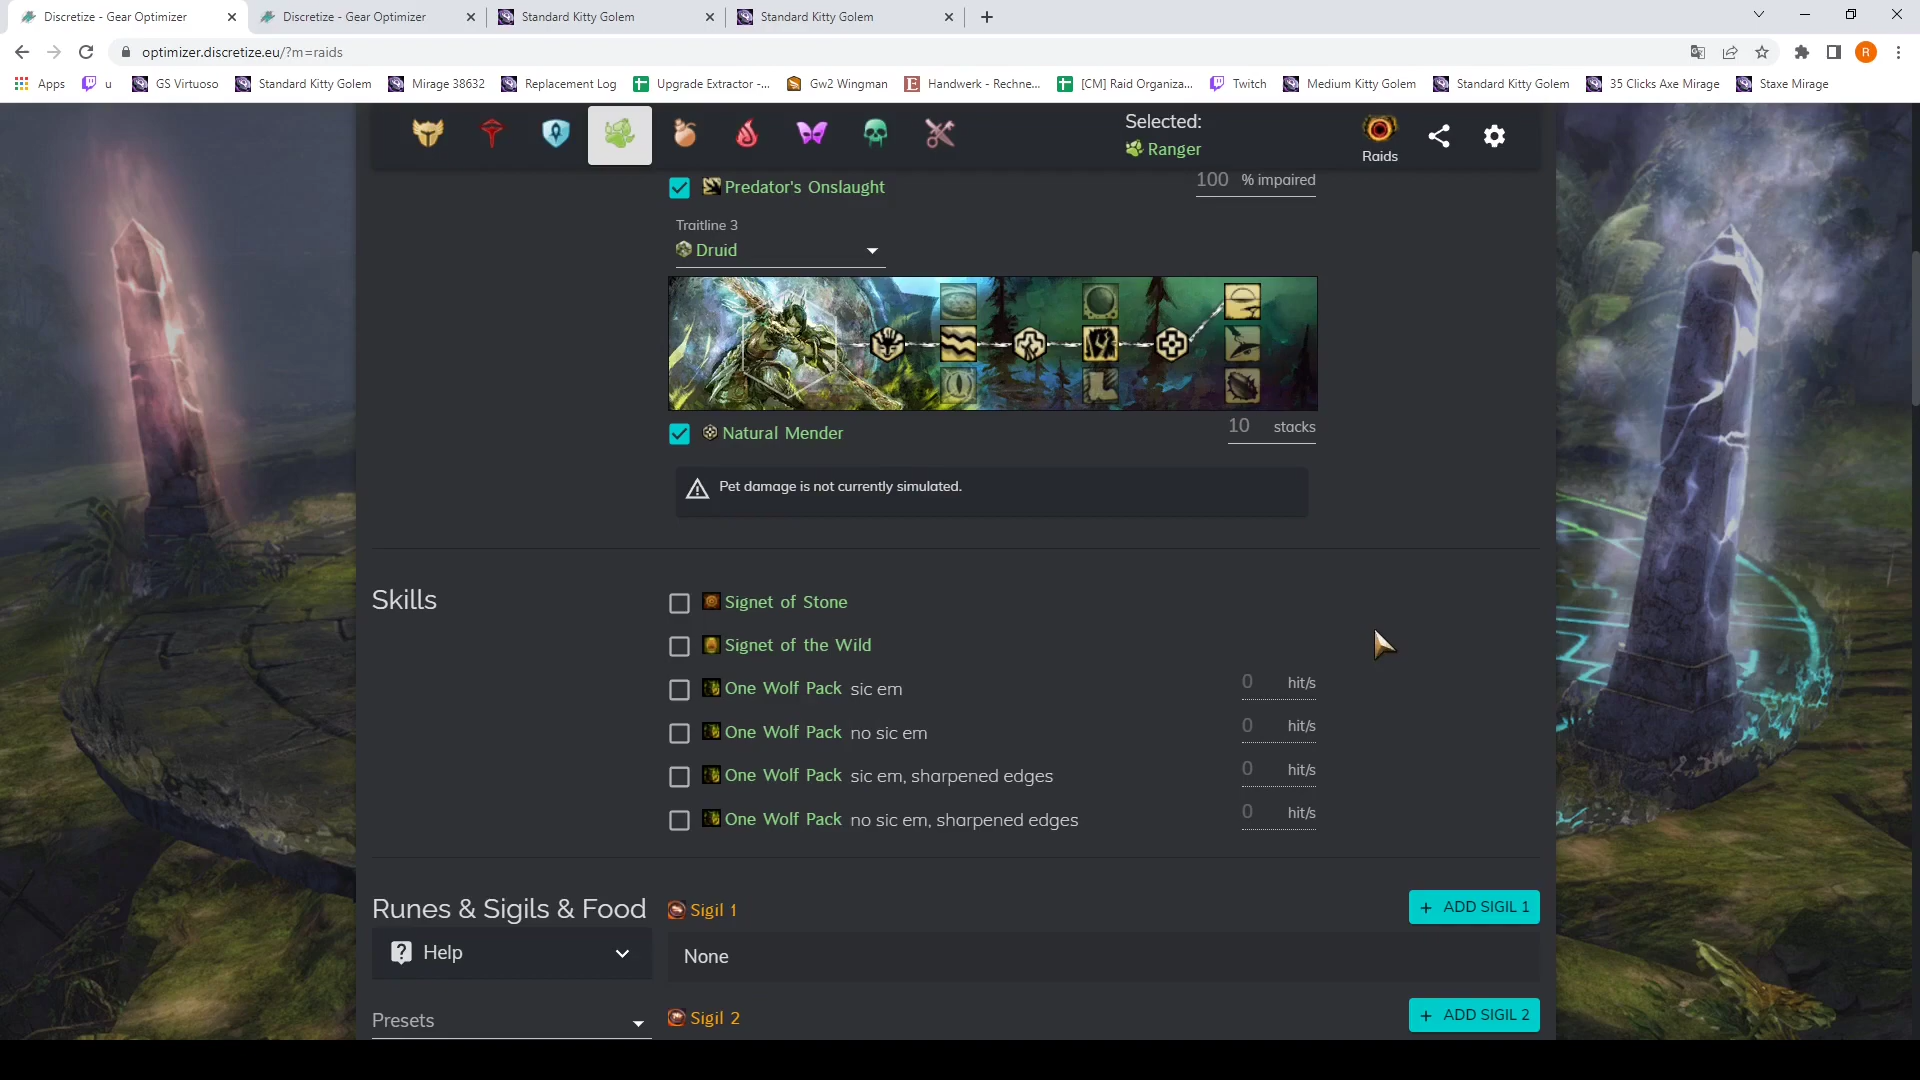 Discretize - Gear Optimizer
Discretize - Gear Optimizer
Standard Kitty Golem
Standard Kitty Golem
optimizer.discretize.eu/?m=raids
R
Apps
u
GS Virtuoso
Standard Kitty Golem
Mirage 38632
Replacement Log
Upgrade Extractor -...
Gw2 Wingman
Handwerk - Rechne...
[CM] Raid Organiza...
Twitch
Medium Kitty Golem
Standard Kitty Golem
35 Clicks Axe Mirage
Staxe Mirage
Selected:
Ranger
Raids
Predator's Onslaught
100 % impaired
Traitline 3
Druid
Natural Mender
10 stacks
Pet damage is not currently simulated.
Skills
Signet of Stone
Signet of the Wild
One Wolf Pack sic em
0 hit/s
One Wolf Pack no sic em
0 hit/s
One Wolf Pack sic em, sharpened edges
0 hit/s
One Wolf Pack no sic em, sharpened edges
0 hit/s
Runes & Sigils & Food
Sigil 1
+ ADD SIGIL 1
Help
None
Presets
Sigil 2
+ ADD SIGIL 2